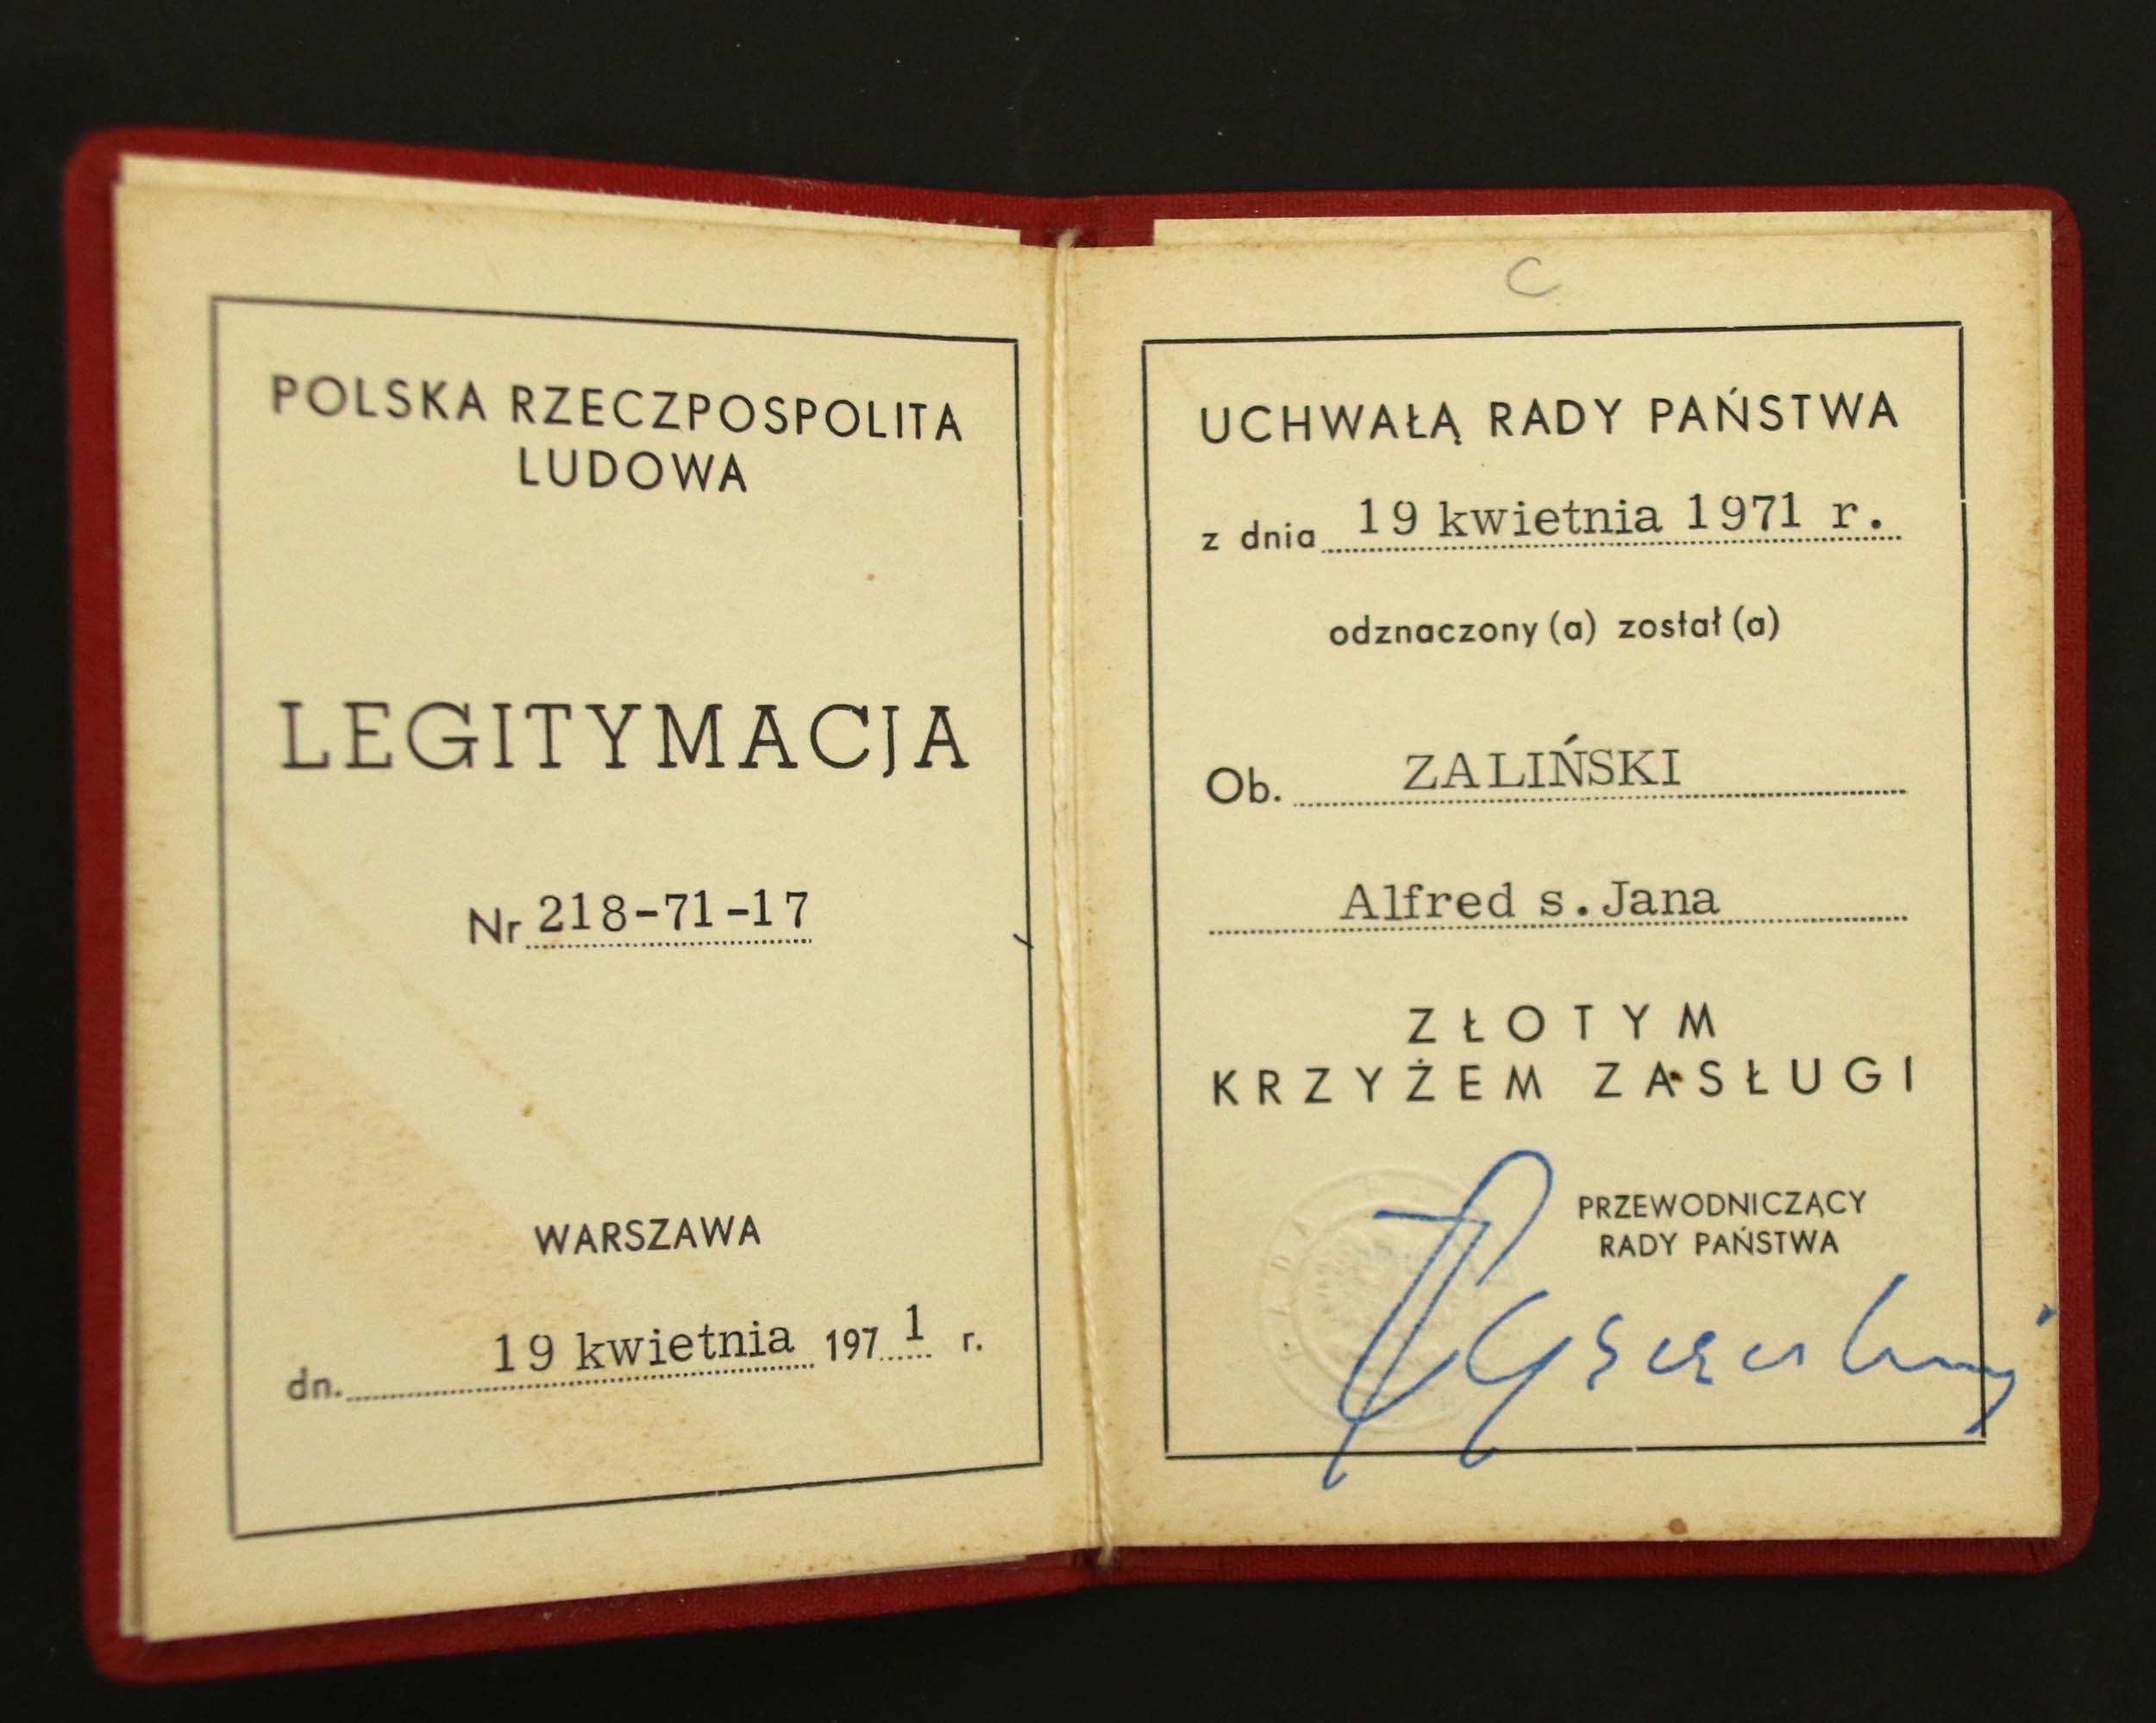 POLSKA RZECZPOSPOLITA
LUDOWA
LEGITYMACJA
Nr 218-71-17
WARSZAWA
dn. 19 kwietnia 1971 r.
C
UCHWAŁĄ RADY PAŃSTWA
z dnia 19 kwietnia 1971 r.
odznaczony (a) został (a)
Ob. ZALIŃSKI
Alfred s. Jana
ZŁOTYM
KRZYŻEM ZASŁUGI
PRZEWODNICZĄCY
RADY PAŃSTWA